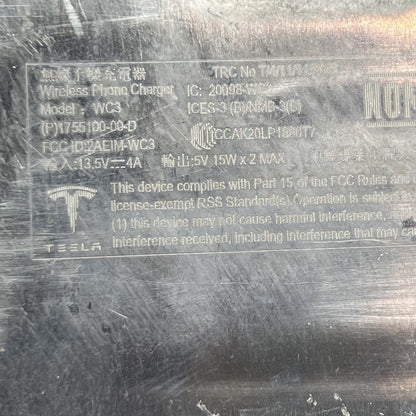 無線手機充電器
Wireless Phone Charger
Model : WC3
(P)1755100-00-D
FCC ID:2AEIM-WC3
輸入:13.5V⎓4A 輸出:5V 15W x 2 MAX
TRC No
IC: 20098-
ICES-3 (B)/NMB-3(B)
This device complies with Part 15 of the FCC Rules and
license-exempt RSS Standard(s).Operation is subject
(1) this device may not cause harmful interference,
interference received, including interference that may
TESLA